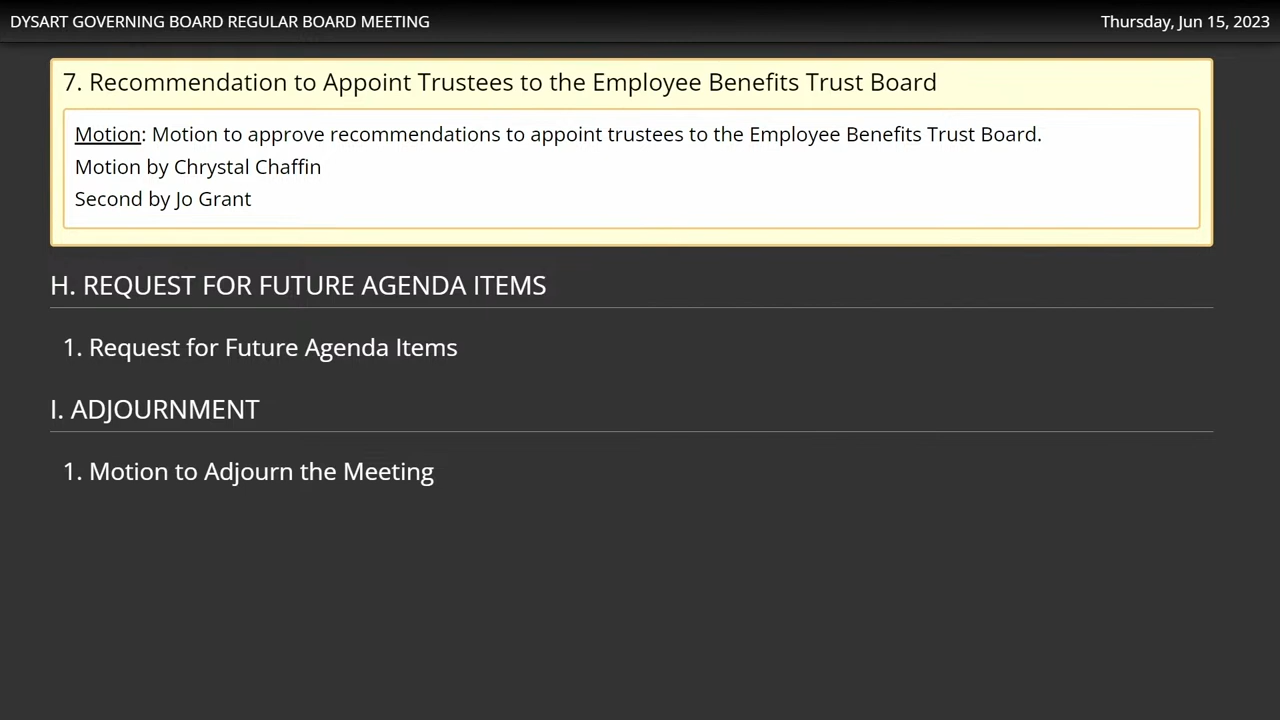 DYSART GOVERNING BOARD REGULAR BOARD MEETING
Thursday, Jun 15, 2023
7. Recommendation to Appoint Trustees to the Employee Benefits Trust Board
Motion: Motion to approve recommendations to appoint trustees to the Employee Benefits Trust Board.
Motion by Chrystal Chaffin
Second by Jo Grant
H. REQUEST FOR FUTURE AGENDA ITEMS
1. Request for Future Agenda Items
I. ADJOURNMENT
1. Motion to Adjourn the Meeting